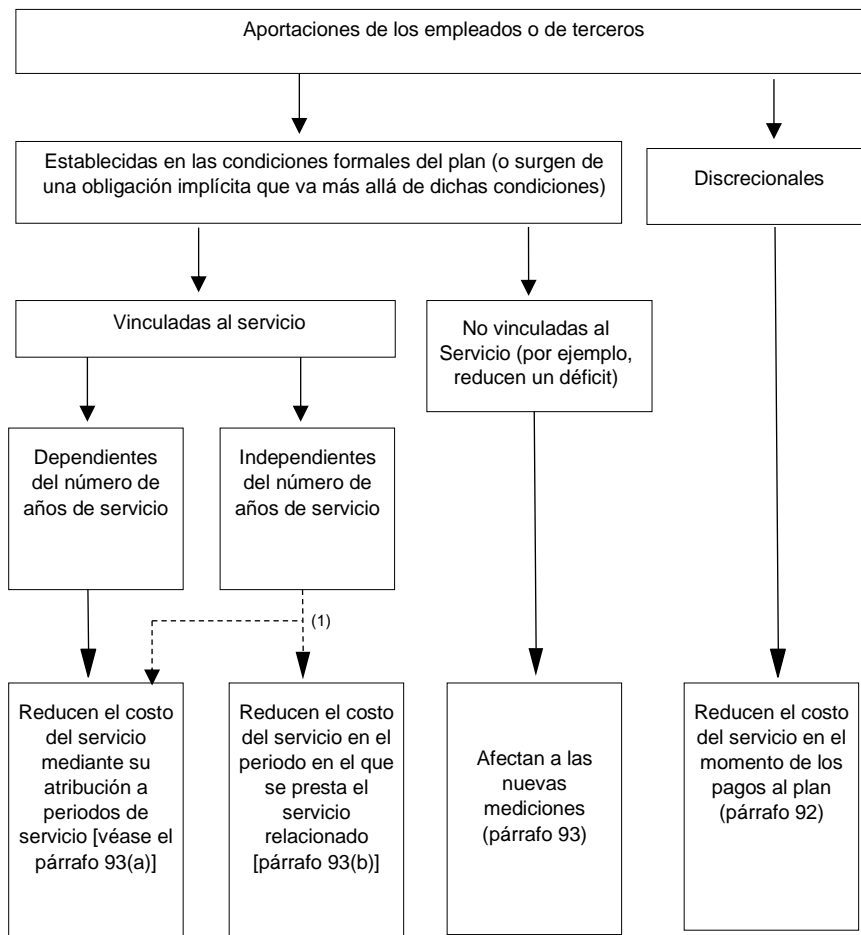 Aportaciones de los empleados o de terceros
Establecidas en las condiciones formales del plan (o surgen de
una obligación implícita que va más allá de dichas condiciones)
Discrecionales
Vinculadas al servicio
No vinculadas al
Servicio (por ejemplo,
reducen un déficit)
Dependientes
del número de
años de servicio
Independientes
del número de
años de servicio
(1)
Reducen el costo
del servicio
mediante su
atribución a
periodos de
servicio [véase el
párrafo 93(a)]
Reducen el costo
del servicio en el
periodo en el que
se presta el
servicio
relacionado
[párrafo 93(b)]
Afectan a las
nuevas
mediciones
(párrafo 93)
Reducen el costo
del servicio en el
momento de los
pagos al plan
(párrafo 92)